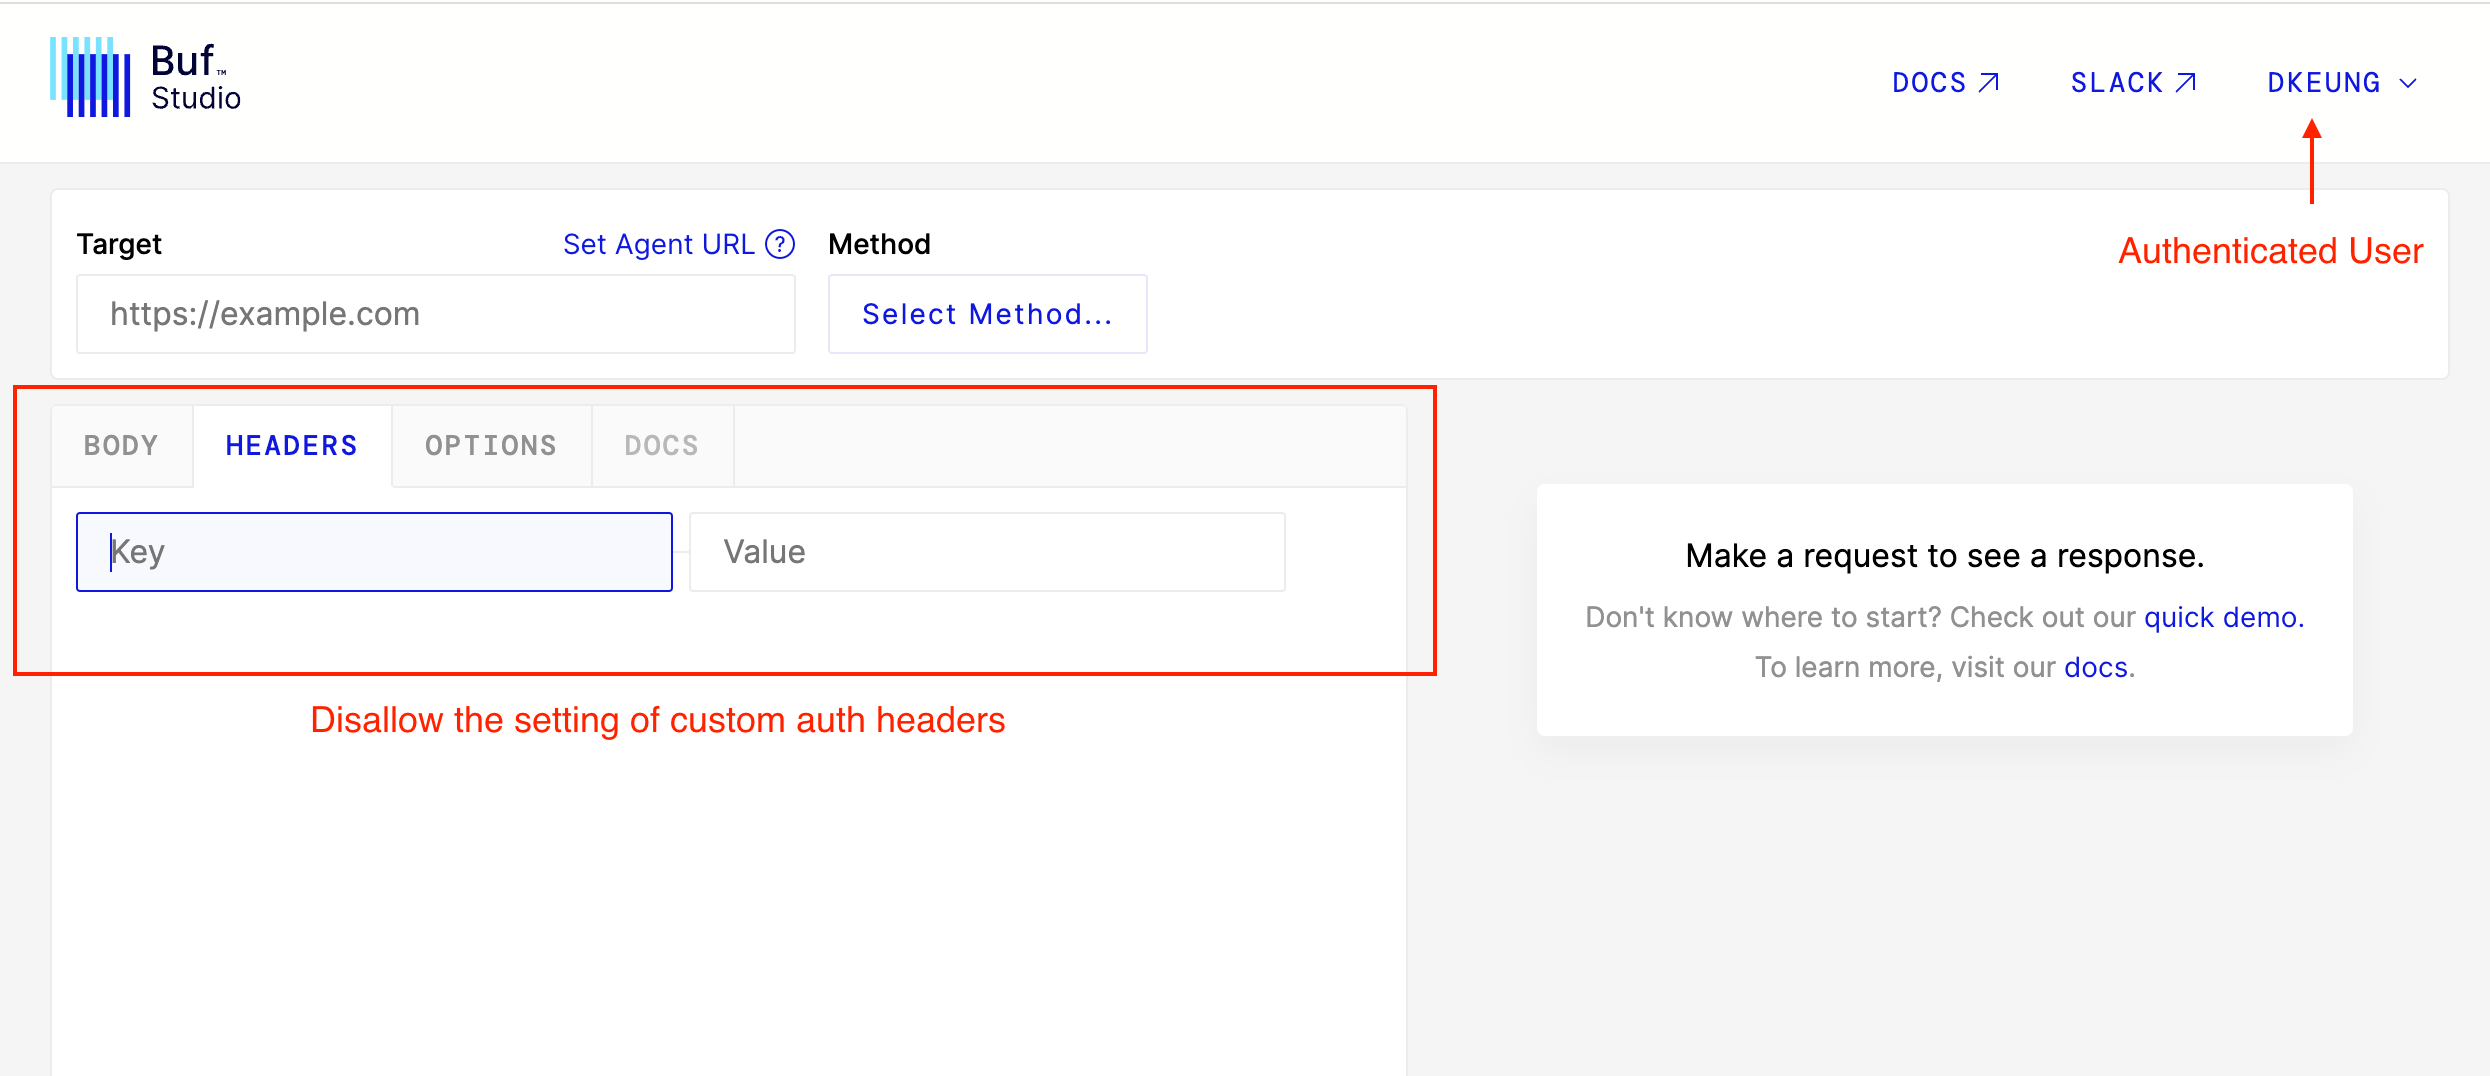 Buf™
Studio
DOCS
SLACK
DKEUNG
Authenticated User
Target
Set Agent URL ?
Method
https://example.com
Select Method...
BODY
HEADERS
OPTIONS
DOCS
Key
Value
Disallow the setting of custom auth headers
Make a request to see a response.
Don't know where to start? Check out our quick demo.
To learn more, visit our docs.